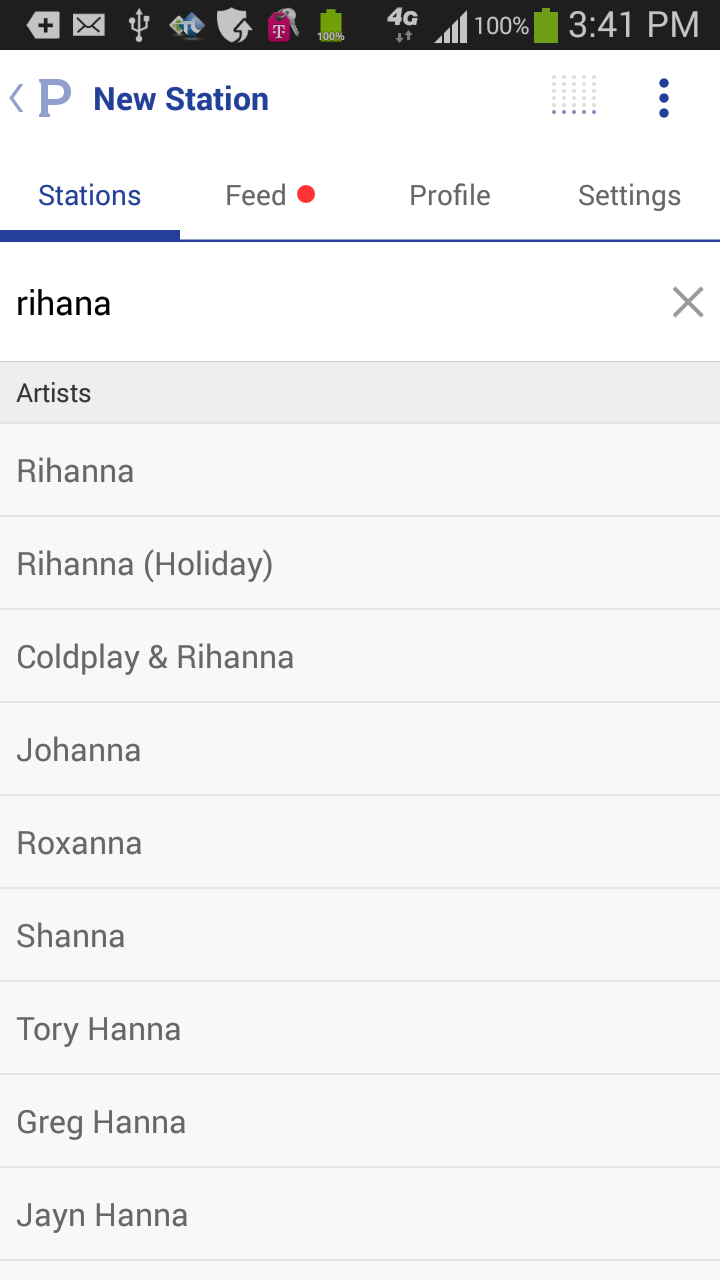 100% 4G 100% 3:41 PM
P New Station
Stations Feed Profile Settings
rihana
Artists
Rihanna
Rihanna (Holiday)
Coldplay & Rihanna
Johanna
Roxanna
Shanna
Tory Hanna
Greg Hanna
Jayn Hanna